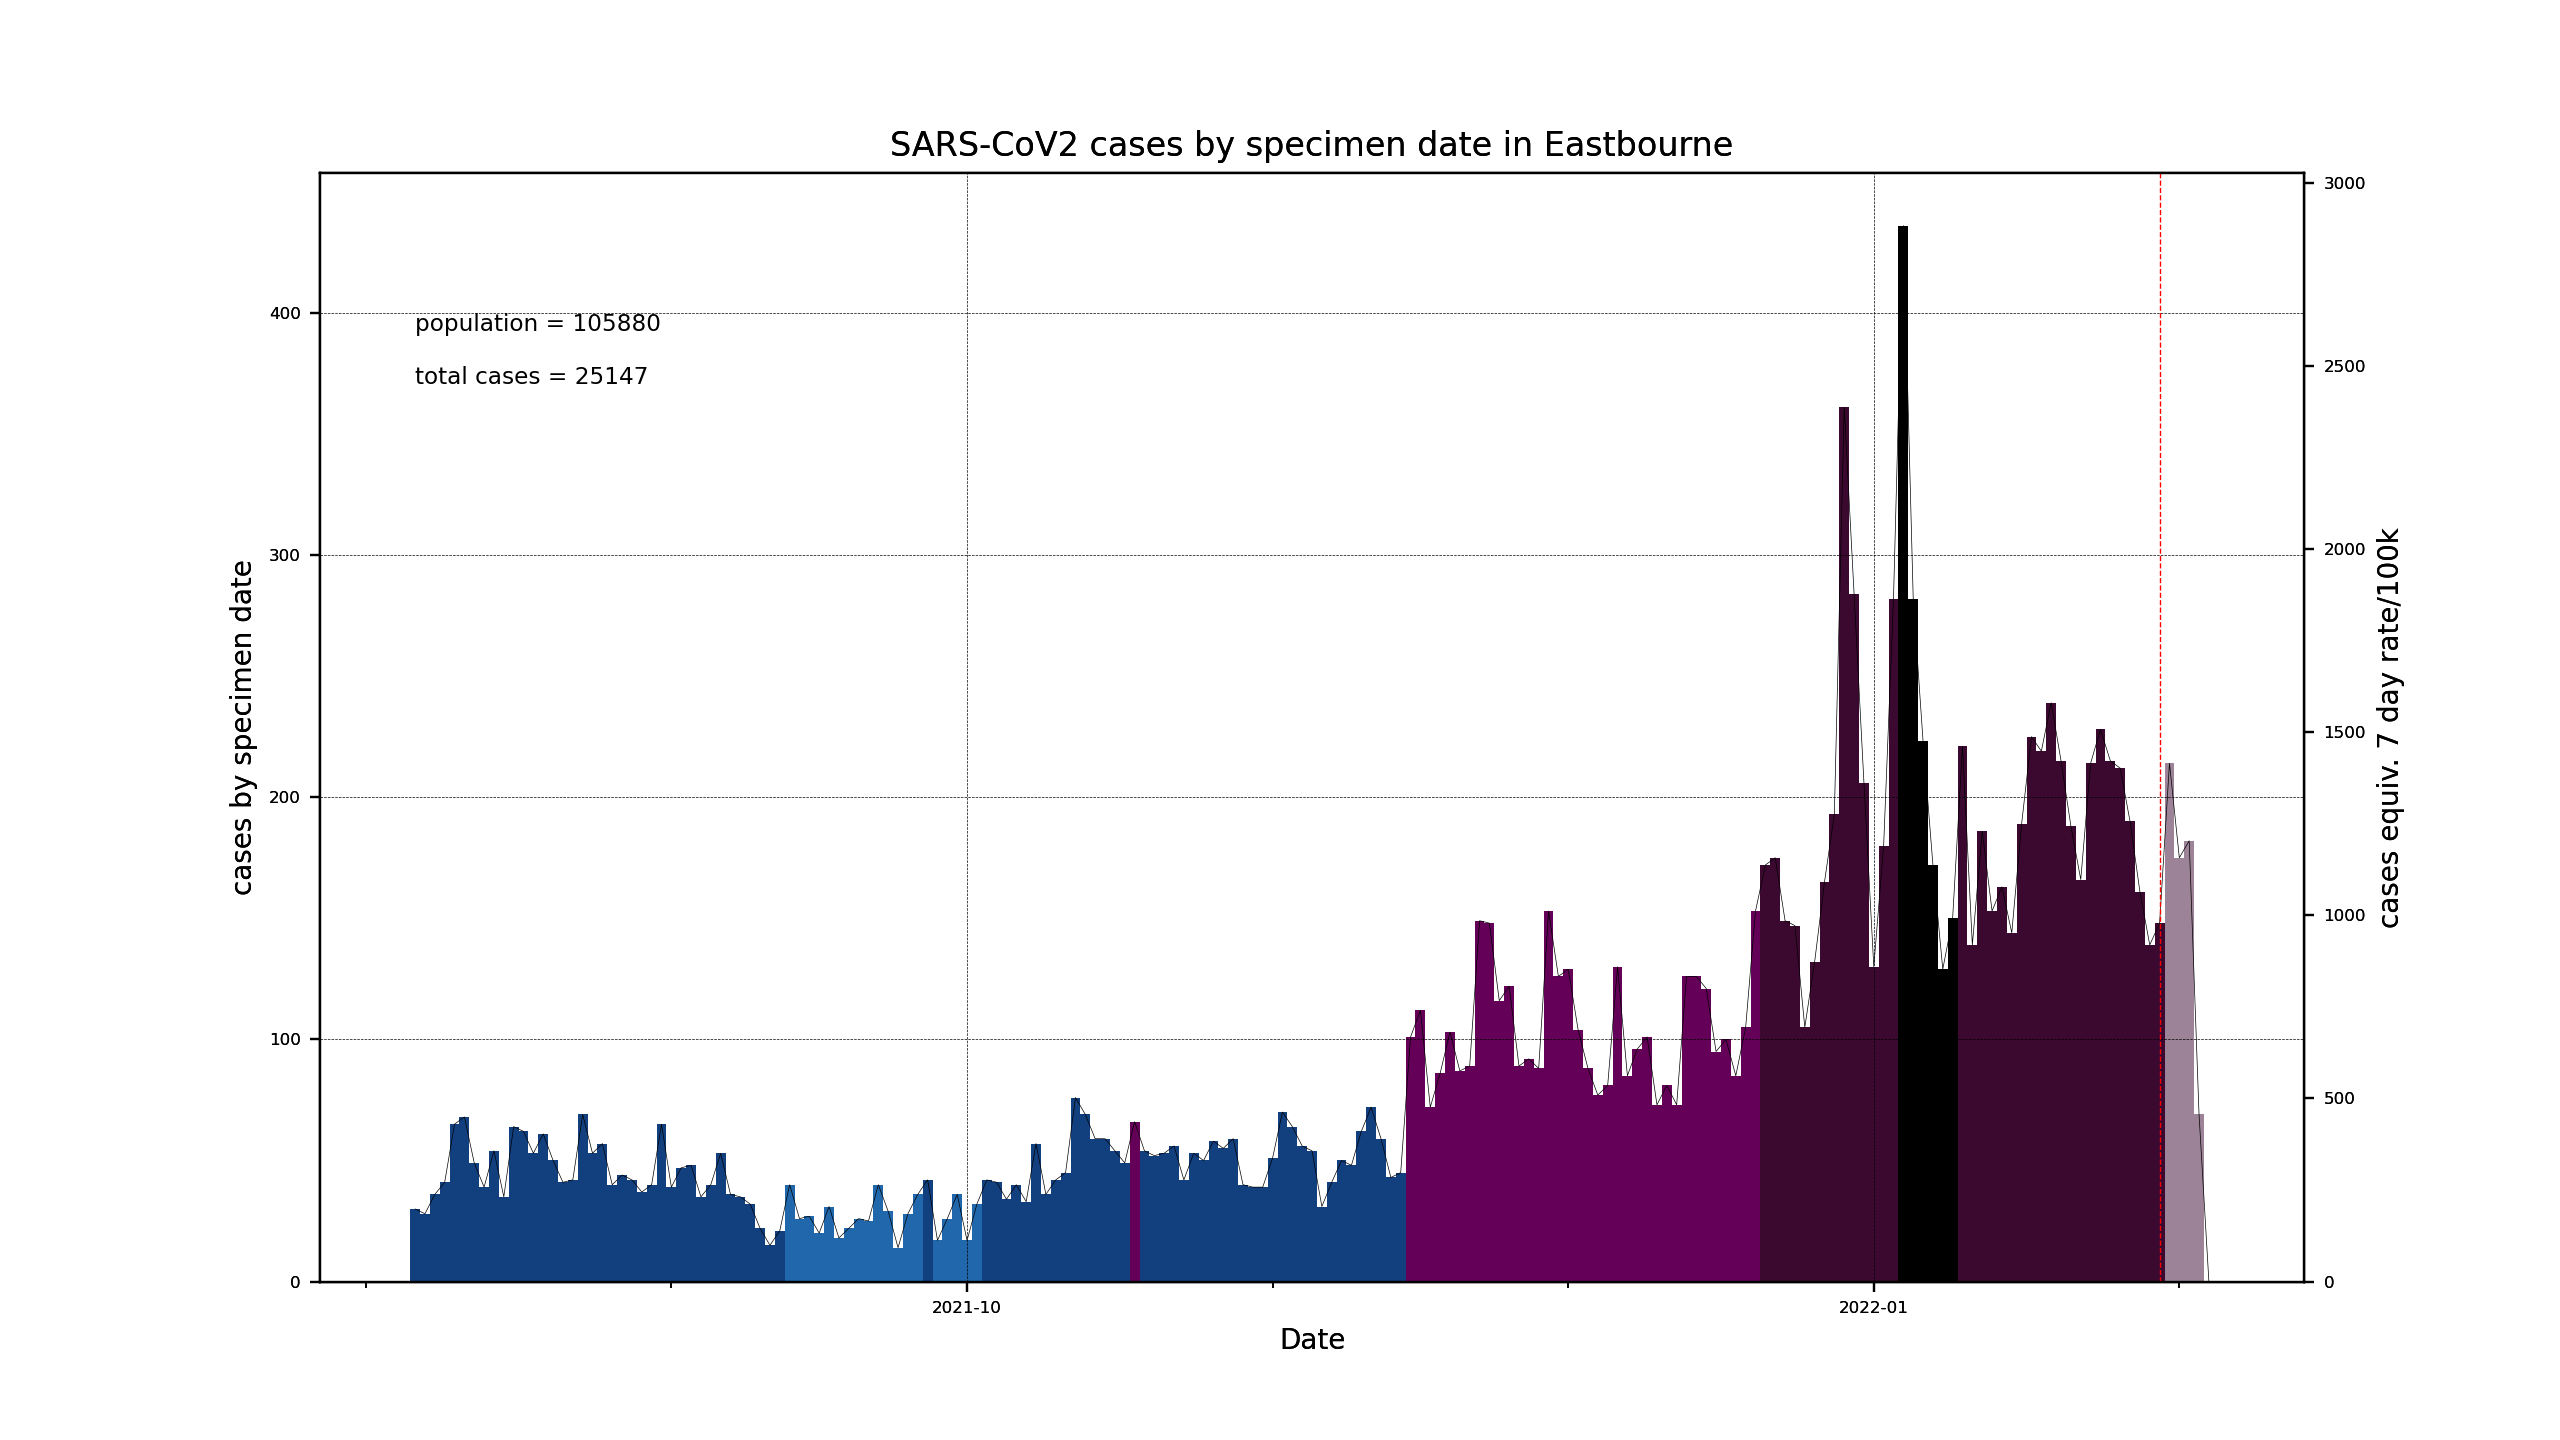 SARS-CoV2 cases by specimen date in Eastbourne
population = 105880
total cases = 25147
cases by specimen date
400
300
200
100
0
3000
2500
2000
1500
1000
500
0
cases equiv. 7 day rate/100k
2021-10
2022-01
Date